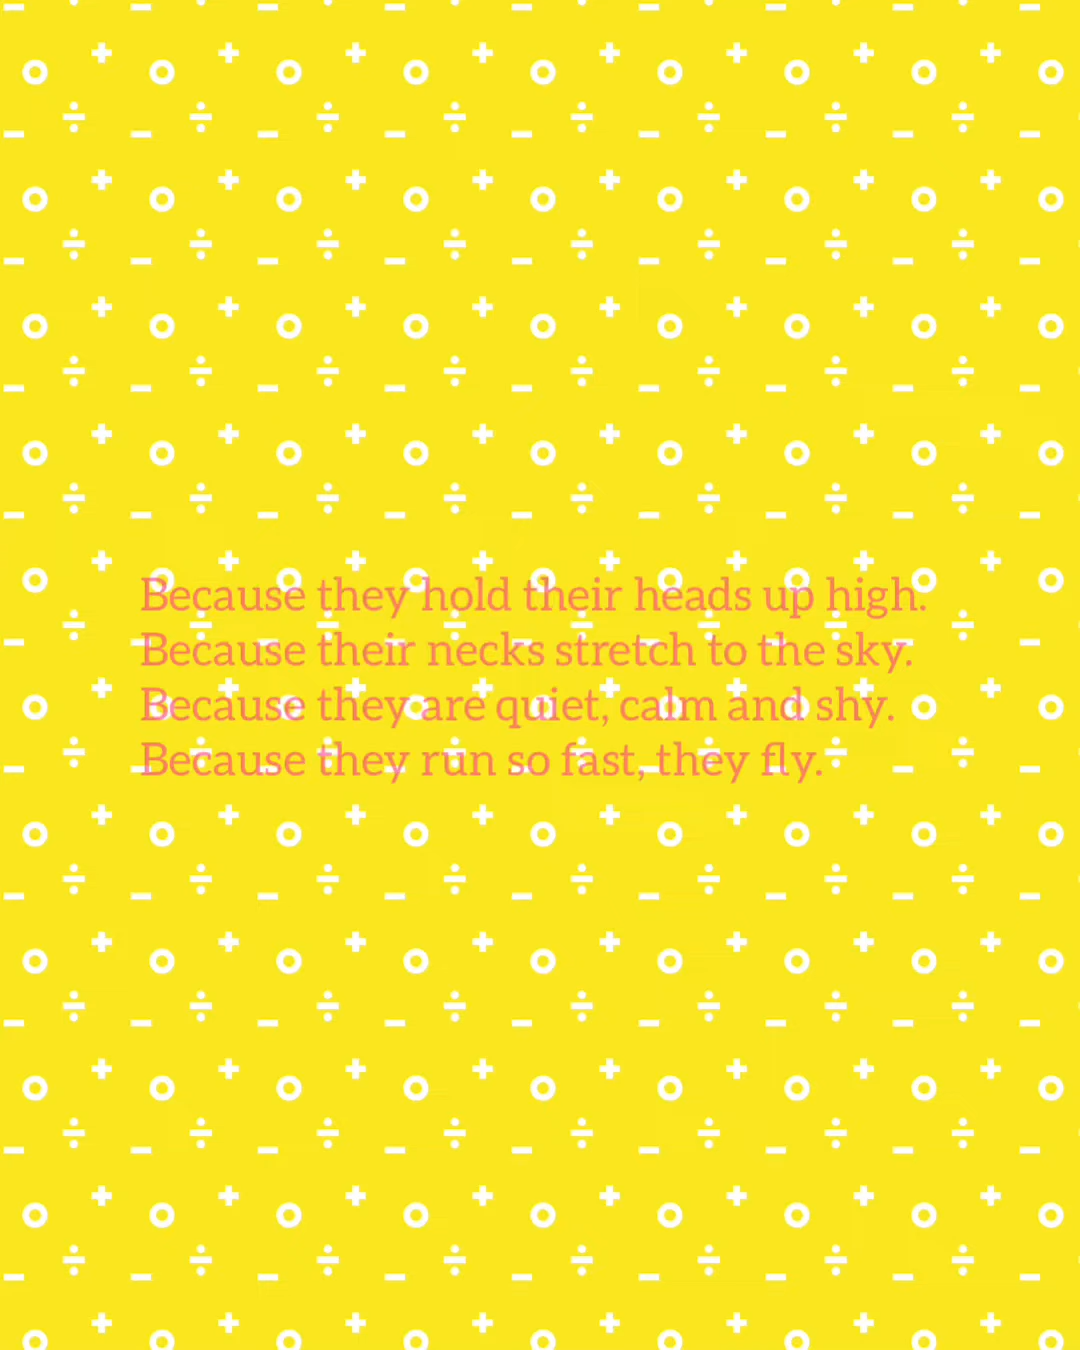 Because they hold their heads up high.
Because their necks stretch to the sky.
Because they are quiet, calm and shy.
Because they run so fast, they fly.